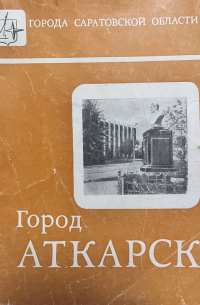 ГОРОДА САРАТОВСКОЙ ОБЛАСТИ
Город
АТКАРСК